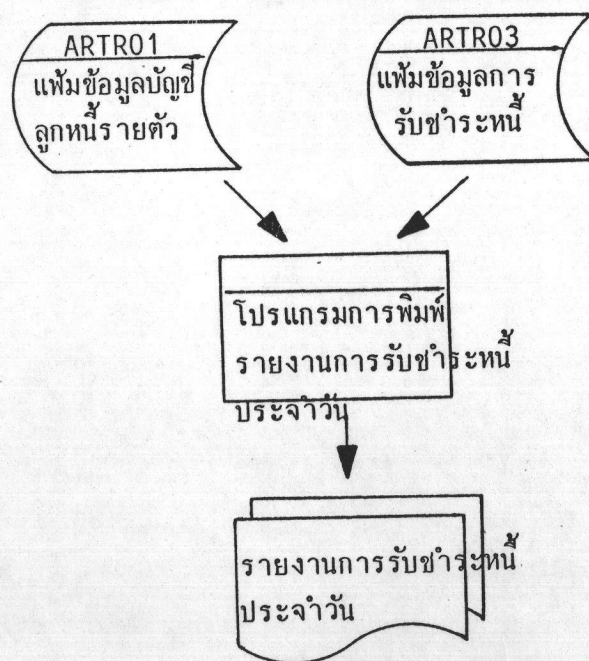 ARTR01
แฟ้มข้อมูลบัญชี
ลูกหนี้รายตัว
ARTR03
แฟ้มข้อมูลการ
รับชำระหนี้
โปรแกรมการพิมพ์
รายงานการรับชำระหนี้
ประจำวัน
รายงานการรับชำระหนี้
ประจำวัน